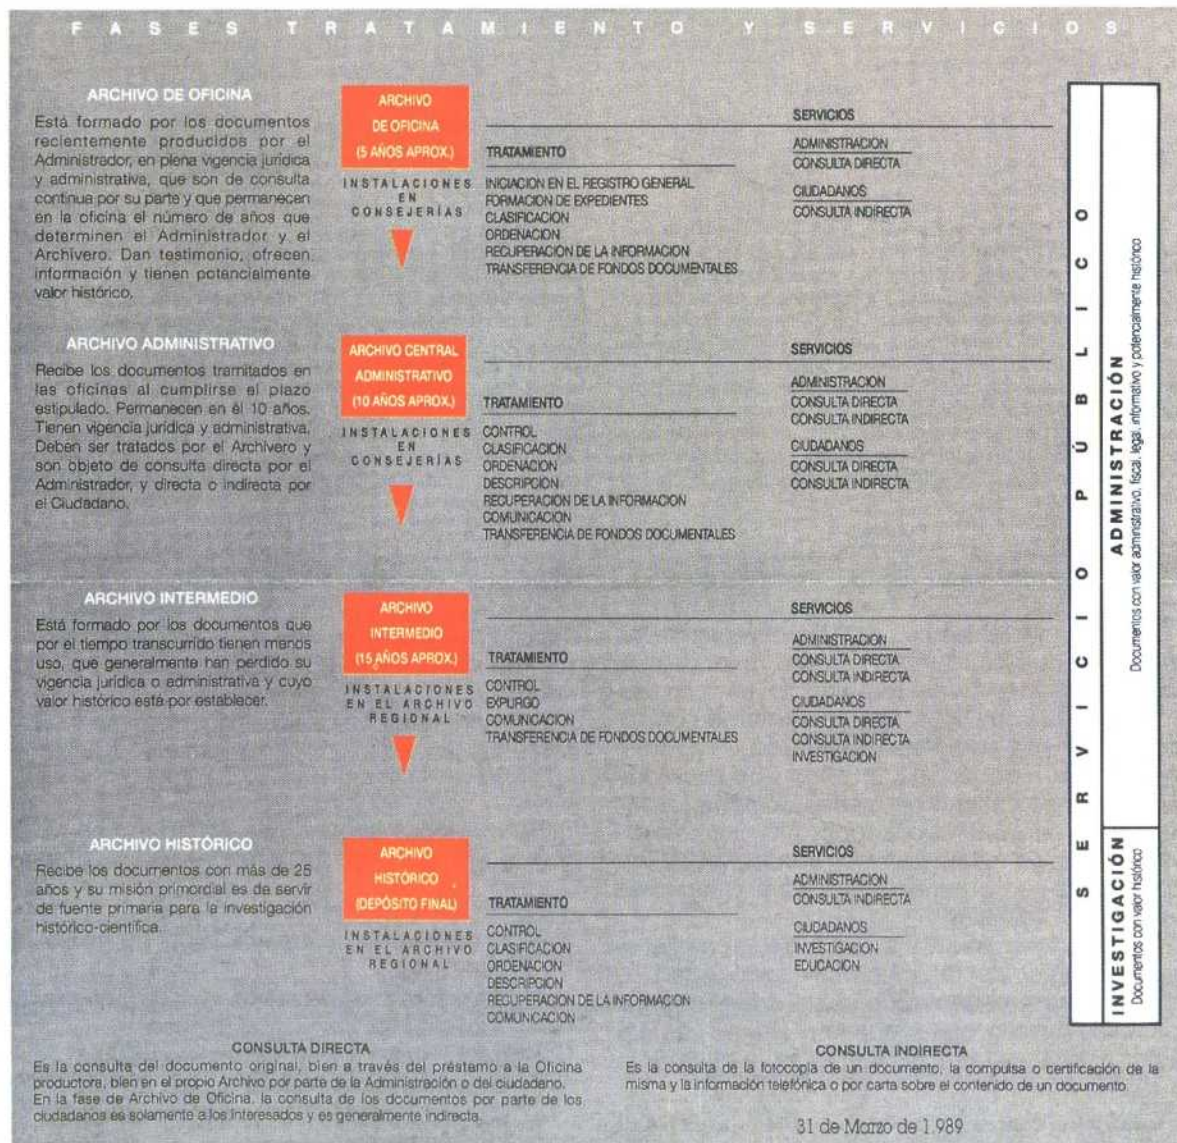 FASES TRATAMIENTO Y SERVICIOS
ARCHIVO DE OFICINA
Está formado por los documentos
recientemente producidos por el
Administrador, en plena vigencia jurídica
y administrativa, que son de consulta
continua por su parte y que permanecen
en la oficina el número de años que
determinen el Administrador y el
Archivero. Dan testimonio, ofrecen
información y tienen potencialmente
valor histórico.
ARCHIVO
DE OFICINA
(5 AÑOS APROX.)
INSTALACIONES
EN
CONSEJERÍAS
TRATAMIENTO
INICIACION EN EL REGISTRO GENERAL
FORMACION DE EXPEDIENTES
CLASIFICACION
ORDENACION
RECUPERACION DE LA INFORMACION
TRANSFERENCIA DE FONDOS DOCUMENTALES
SERVICIOS
ADMINISTRACION
CONSULTA DIRECTA
CIUDADANOS
CONSULTA INDIRECTA
ARCHIVO ADMINISTRATIVO
Recibe los documentos tramitados en
las oficinas al cumplirse el plazo
estipulado. Permanecen en él 10 años.
Tienen vigencia jurídica y administrativa.
Deben ser tratados por el Archivero y
son objeto de consulta directa por el
Administrador, y directa o indirecta por
el Ciudadano.
ARCHIVO CENTRAL
ADMINISTRATIVO
(10 AÑOS APROX.)
INSTALACIONES
EN
CONSEJERÍAS
TRATAMIENTO
CONTROL
CLASIFICACION
ORDENACION
DESCRIPCION
RECUPERACION DE LA INFORMACION
COMUNICACION
TRANSFERENCIA DE FONDOS DOCUMENTALES
SERVICIOS
ADMINISTRACION
CONSULTA DIRECTA
CONSULTA INDIRECTA
CIUDADANOS
CONSULTA DIRECTA
CONSULTA INDIRECTA
ARCHIVO INTERMEDIO
Está formado por los documentos que
por el tiempo transcurrido tienen menos
uso, que generalmente han perdido su
vigencia jurídica o administrativa y cuyo
valor histórico está por establecer.
ARCHIVO
INTERMEDIO
(15 AÑOS APROX.)
INSTALACIONES
EN EL ARCHIVO
REGIONAL
TRATAMIENTO
CONTROL
EXPURGO
COMUNICACION
TRANSFERENCIA DE FONDOS DOCUMENTALES
SERVICIOS
ADMINISTRACION
CONSULTA DIRECTA
CONSULTA INDIRECTA
CIUDADANOS
CONSULTA DIRECTA
CONSULTA INDIRECTA
INVESTIGACION
ARCHIVO HISTÓRICO
Recibe los documentos con más de 25
años y su misión primordial es de servir
de fuente primaria para la investigación
histórico-científica.
ARCHIVO
HISTÓRICO
(DEPÓSITO FINAL)
INSTALACIONES
EN EL ARCHIVO
REGIONAL
TRATAMIENTO
CONTROL
CLASIFICACION
ORDENACION
DESCRIPCION
RECUPERACION DE LA INFORMACION
COMUNICACION
SERVICIOS
ADMINISTRACION
CONSULTA INDIRECTA
CIUDADANOS
INVESTIGACION
EDUCACION
SERVICIO PÚBLICO
ADMINISTRACIÓN
Documentos con valor administrativo, fiscal, legal, informativo y potencialmente histórico
INVESTIGACIÓN
Documentos con valor histórico
CONSULTA DIRECTA
Es la consulta del documento original, bien a través del préstamo a la Oficina
productora, bien en el propio Archivo por parte de la Administración o del ciudadano.
En la fase de Archivo de Oficina, la consulta de los documentos por parte de los
ciudadanos es solamente a los interesados y es generalmente indirecta.
CONSULTA INDIRECTA
Es la consulta de la fotocopia de un documento, la compulsa o certificación de la
misma y la información telefónica o por carta sobre el contenido de un documento.
31 de Marzo de 1.989